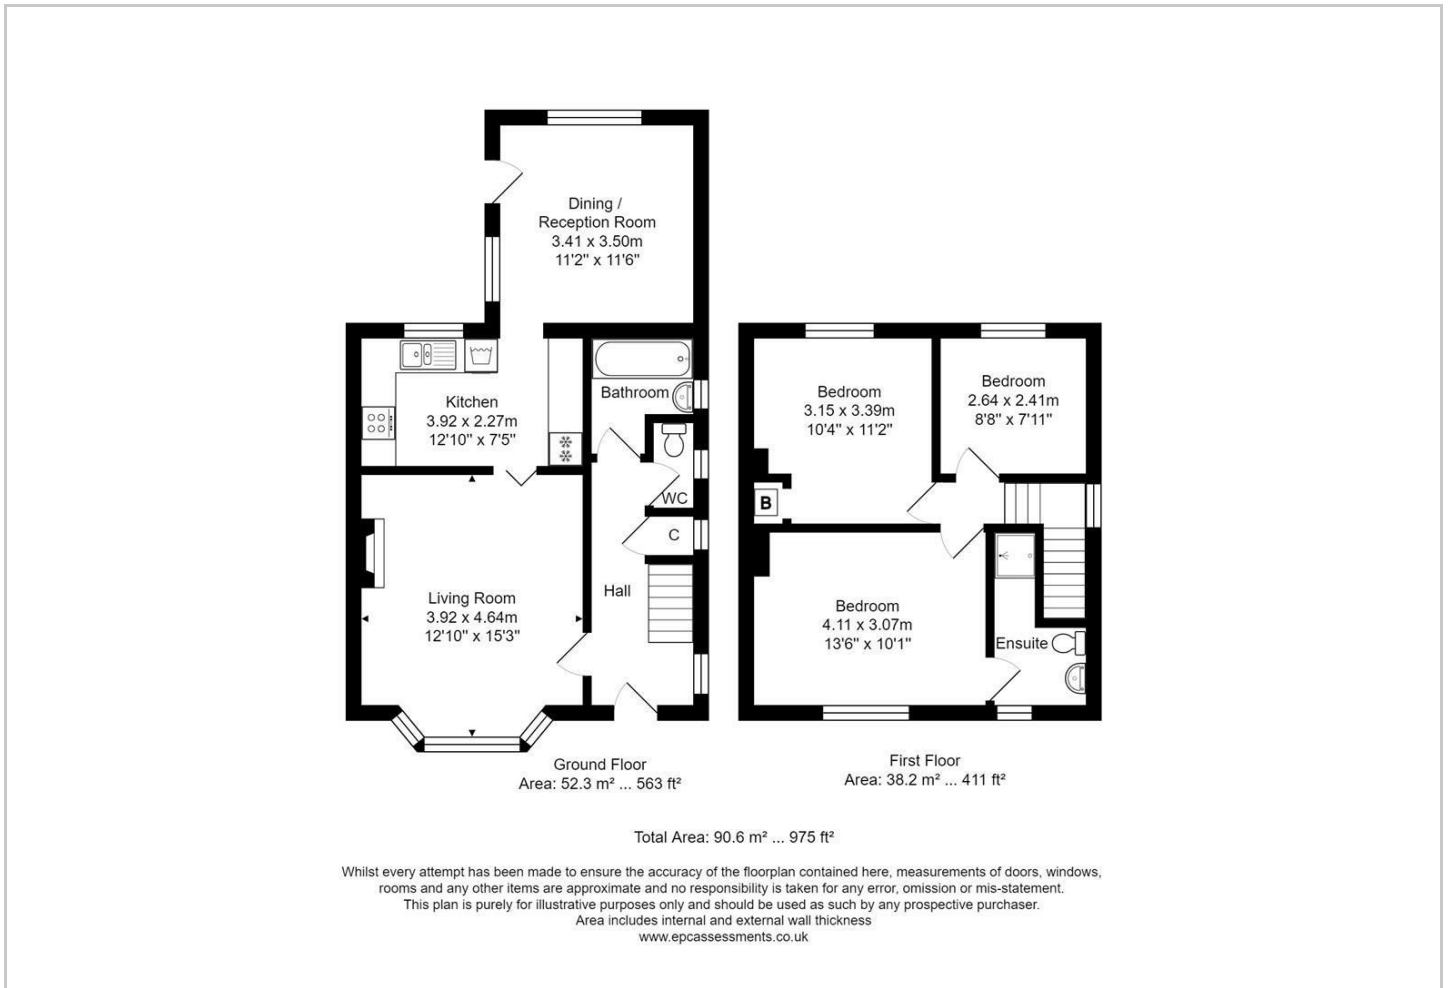 Dining /
Reception Room
3.41 x 3.50m
11'2" x 11'6"
Kitchen
3.92 x 2.27m
12'10" x 7'5"
Bathroom
WC
C
Hall
Living Room
3.92 x 4.64m
12'10" x 15'3"
Ground Floor
Area: 52.3 m² ... 563 ft²
Bedroom
3.15 x 3.39m
10'4" x 11'2"
Bedroom
2.64 x 2.41m
8'8" x 7'11"
B
Bedroom
4.11 x 3.07m
13'6" x 10'1"
Ensuite
First Floor
Area: 38.2 m² ... 411 ft²
Total Area: 90.6 m² ... 975 ft²
Whilst every attempt has been made to ensure the accuracy of the floorplan contained here, measurements of doors, windows,
rooms and any other items are approximate and no responsibility is taken for any error, omission or mis-statement.
This plan is purely for illustrative purposes only and should be used as such by any prospective purchaser.
Area includes internal and external wall thickness
www.epcassessments.co.uk